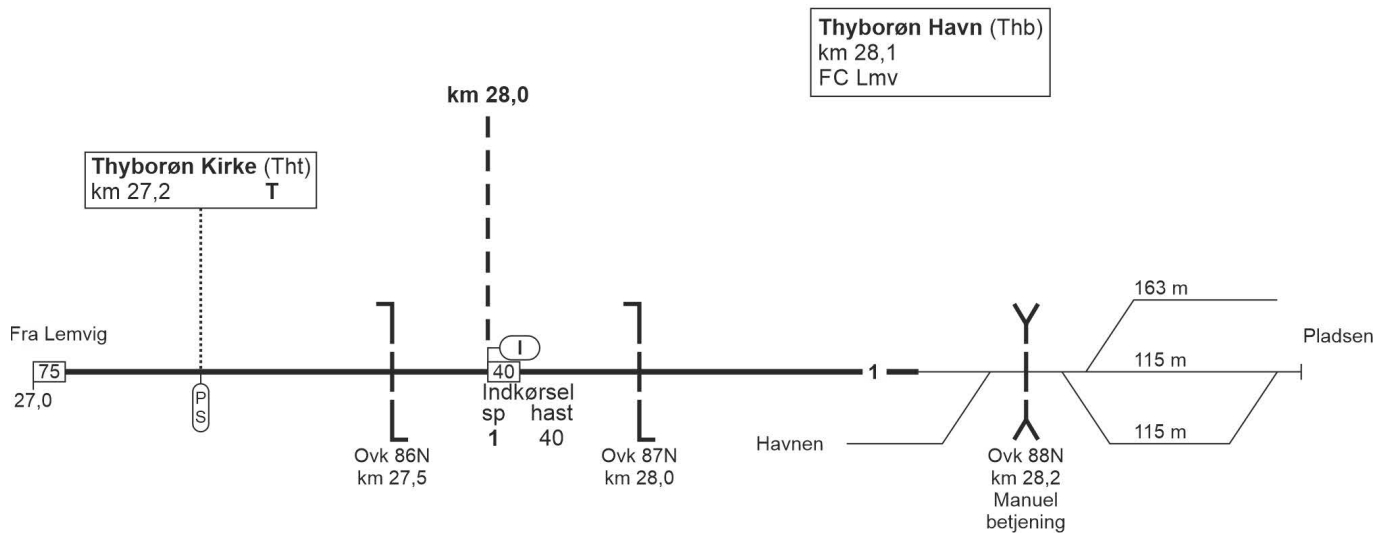 Thyborøn Havn (Thb)
km 28,1
FC Lmv
km 28,0
Thyborøn Kirke (Tht)
km 27,2 T
Fra Lemvig
75
27,0
P
S
I
40
Indkørsel
sp hast
1 40
Ovk 86N
km 27,5
Ovk 87N
km 28,0
1
Havnen
Ovk 88N
km 28,2
Manuel
betjening
163 m
115 m
115 m
Pladsen